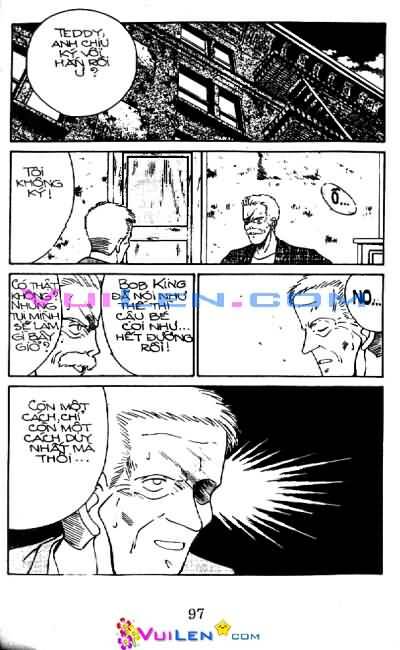 TEDDY,
ANH CHỊU
KÝ VỚI
HẮN RỒI
Ư?
TÔI
KHÔNG
KÝ!
Ồ...
CÓ THẬT
KHÔNG?
NHƯNG
TỤI MÌNH
SẼ LÀM
GÌ BÂY
GIỜ?
BOB KING
ĐÃ NÓI NHƯ
THẾ THÌ
CẬU BÉ
COI NHƯ...
HẾT ĐƯỜNG
RỒI!
NO...
VUILEN.COM
CÒN MỘT
CÁCH, CHỈ
CÒN MỘT
CÁCH DUY
NHẤT MÀ
THÔI...
97
VUILEN.COM